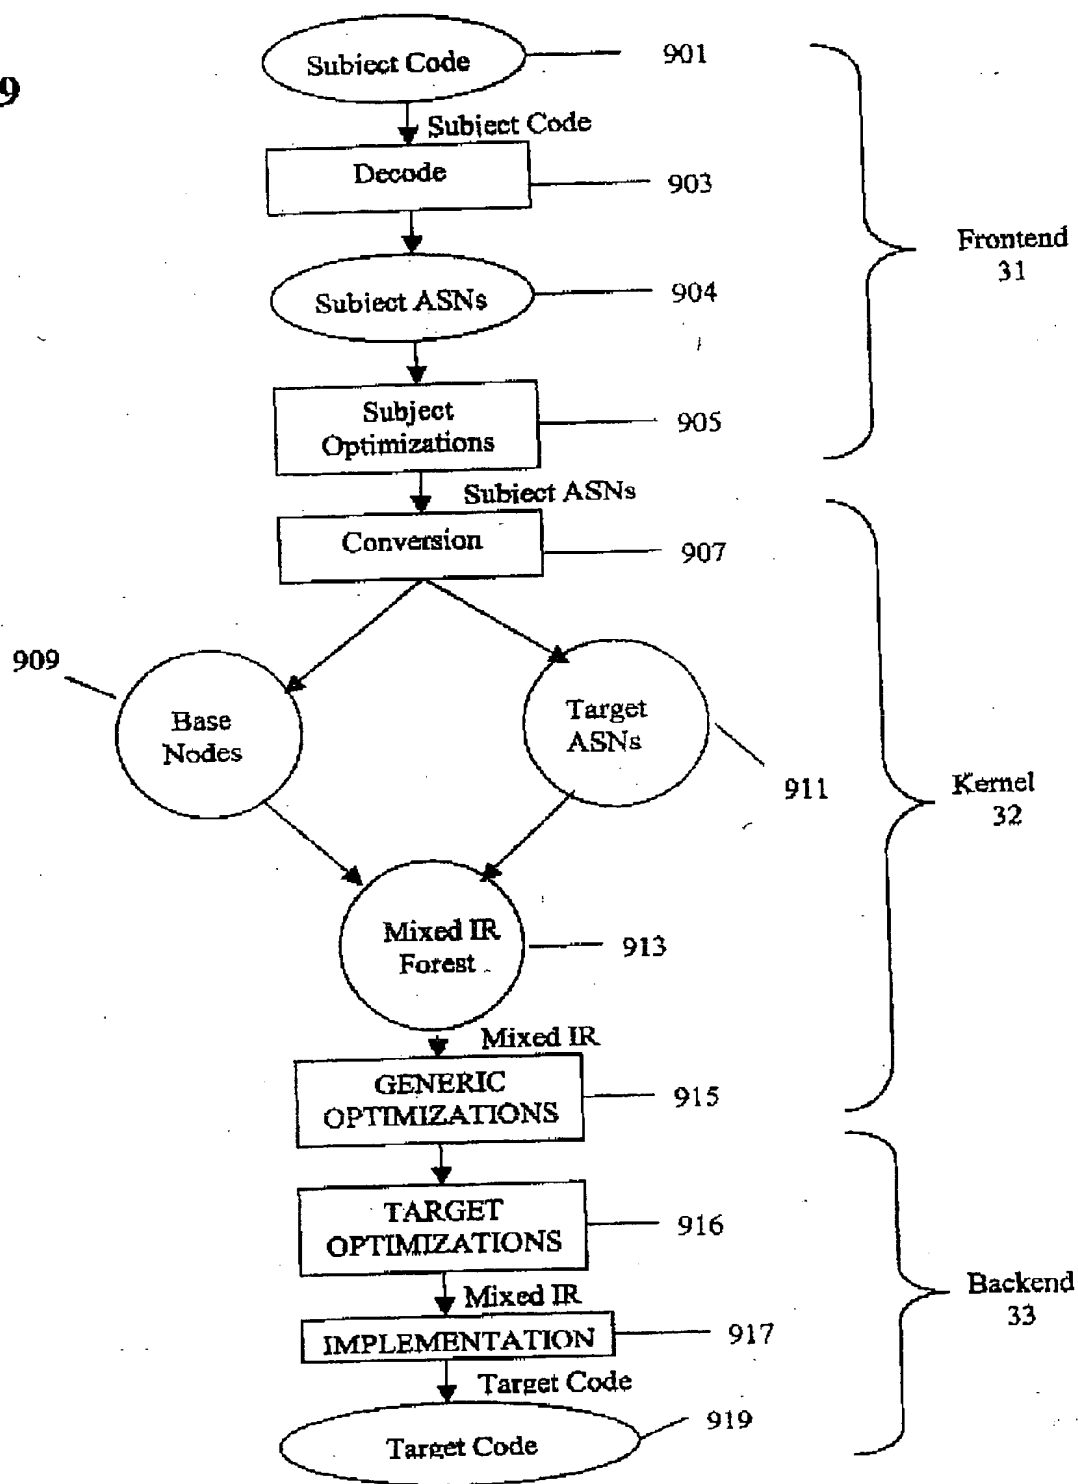 9
Subject Code
901
Subject Code
Decode
903
Subject ASNs
904
Frontend
31
Subject
Optimizations
905
Subject ASNs
Conversion
907
909
Base
Nodes
Target
ASNs
911
Kernel
32
Mixed IR
Forest
913
Mixed IR
GENERIC
OPTIMIZATIONS
915
TARGET
OPTIMIZATIONS
916
Mixed IR
IMPLEMENTATION
917
Backend
33
Target Code
Target Code
919